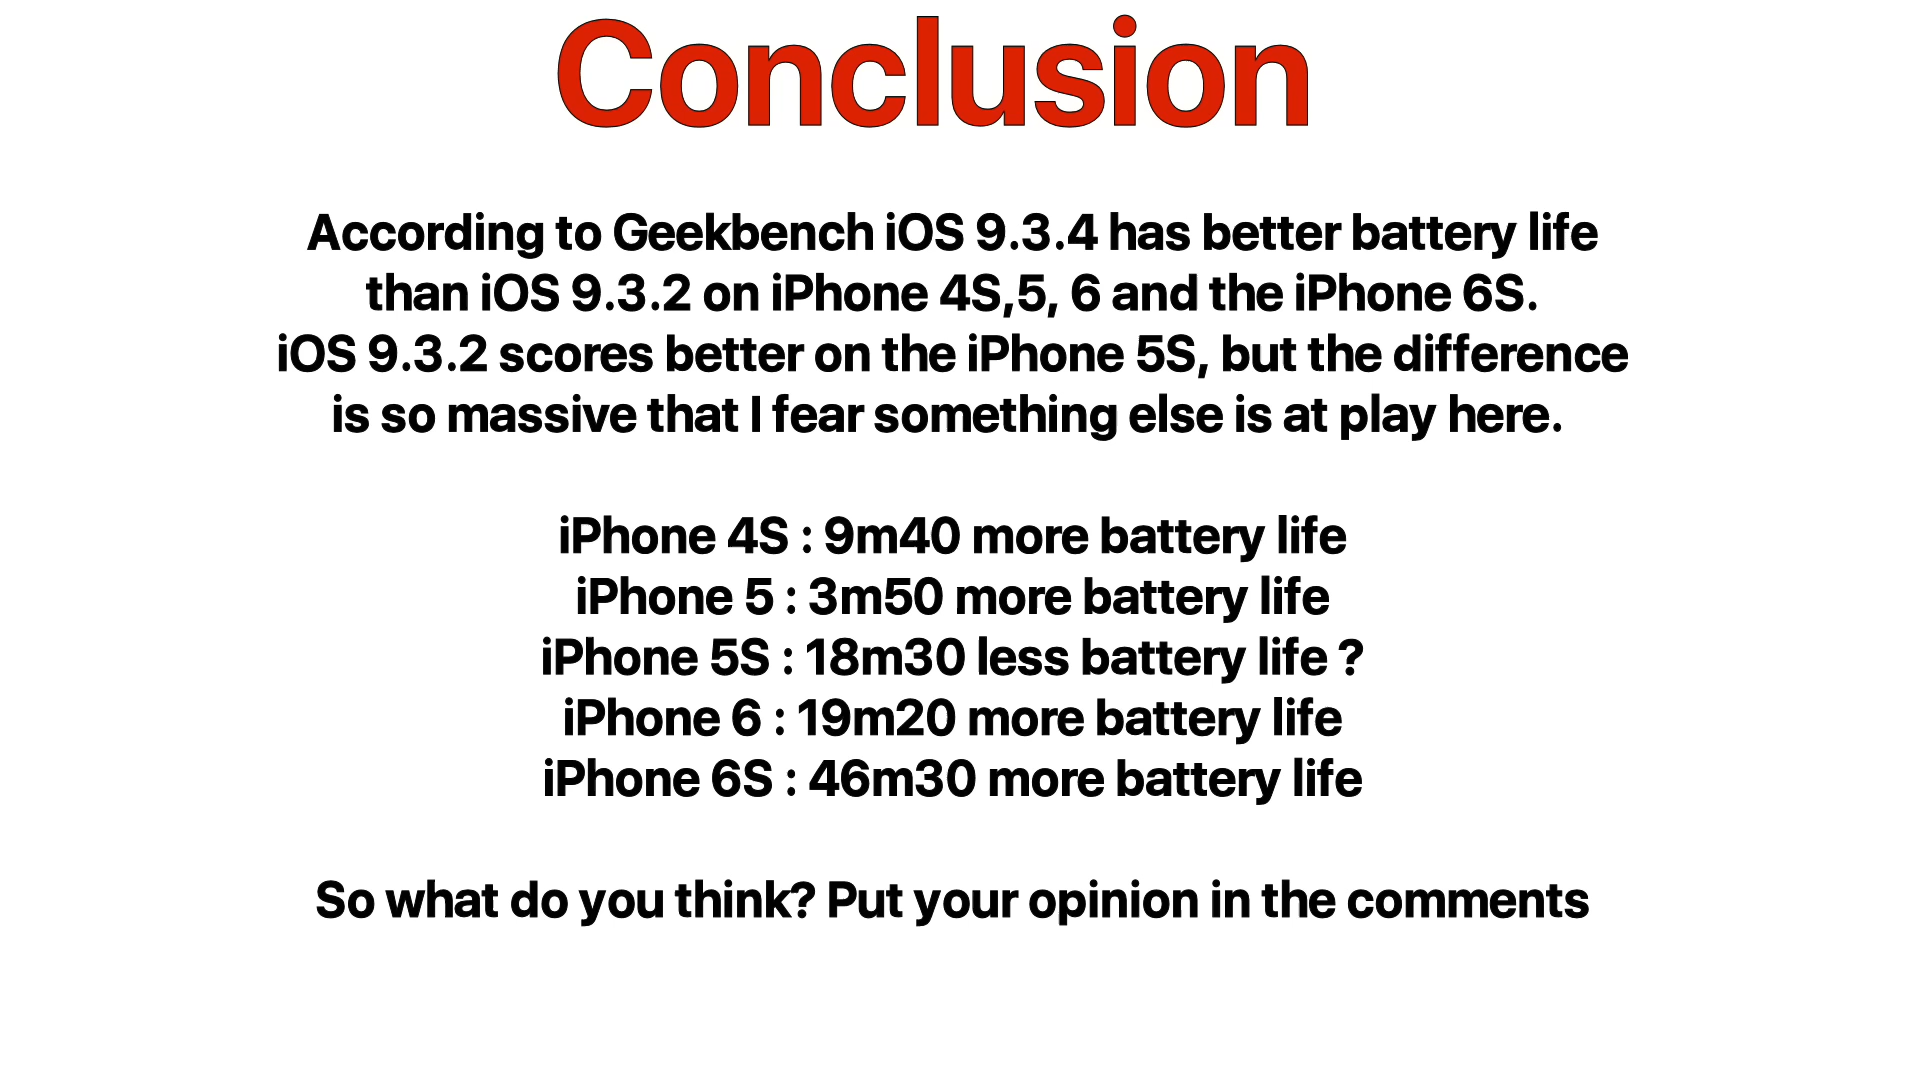 Conclusion
According to Geekbench iOS 9.3.4 has better battery life
than iOS 9.3.2 on iPhone 4S,5, 6 and the iPhone 6S.
iOS 9.3.2 scores better on the iPhone 5S, but the difference
is so massive that I fear something else is at play here.
iPhone 4S : 9m40 more battery life
iPhone 5 : 3m50 more battery life
iPhone 5S : 18m30 less battery life ?
iPhone 6 : 19m20 more battery life
iPhone 6S : 46m30 more battery life
So what do you think? Put your opinion in the comments